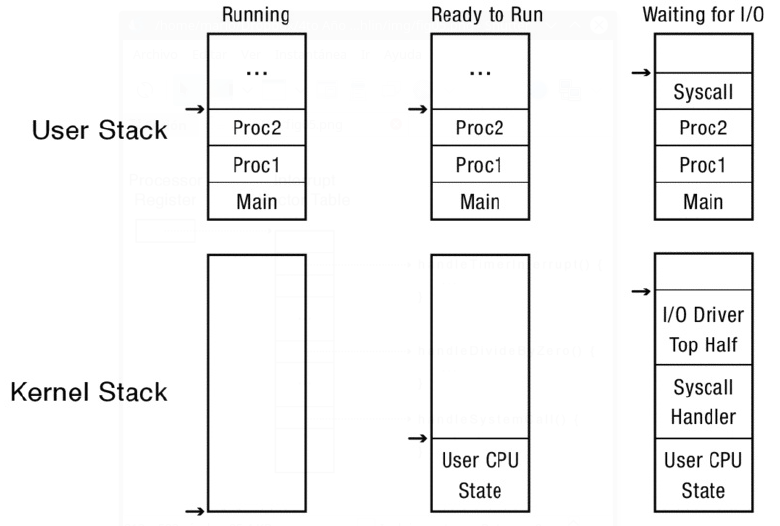 Running Ready to Run Waiting for I/O
... ... Syscall
User Stack Proc2 Proc2 Proc2
Proc1 Proc1 Proc1
Main Main Main
Kernel Stack
User CPU
State
I/O Driver
Top Half
Syscall
Handler
User CPU
State